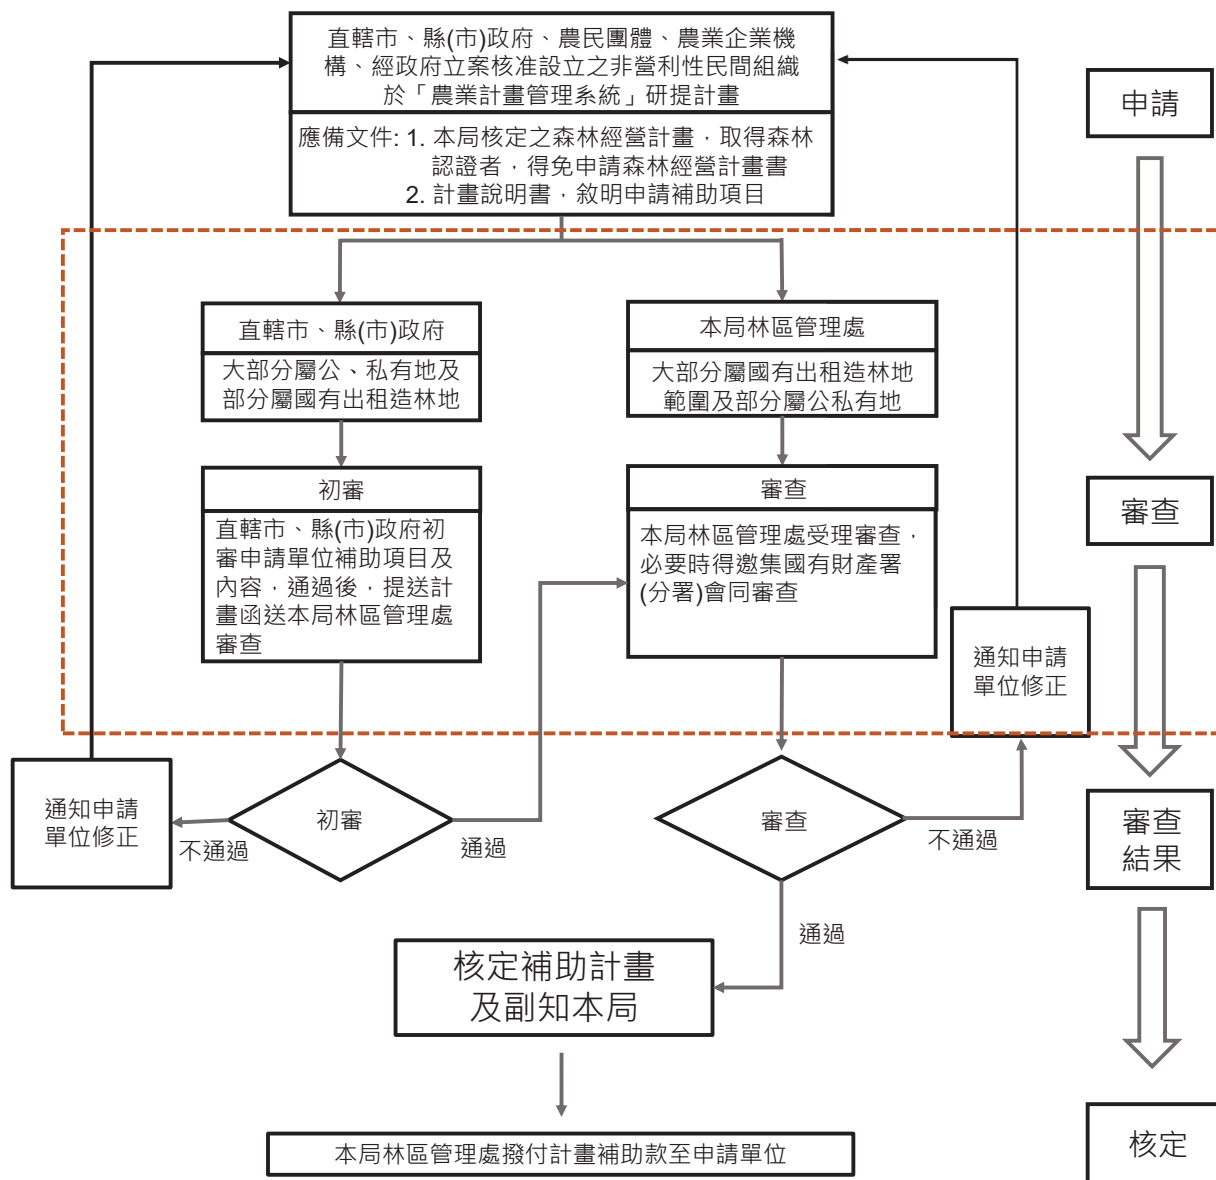 直轄市、縣(市)政府、農民團體、農業企業機
構、經政府立案核准設立之非營利性民間組織
於「農業計畫管理系統」研提計畫
應備文件: 1. 本局核定之森林經營計畫，取得森林
認證者，得免申請森林經營計畫書
2. 計畫說明書，敘明申請補助項目
申請
直轄市、縣(市)政府
大部分屬公、私有地及
部分屬國有出租造林地
本局林區管理處
大部分屬國有出租造林地
範圍及部分屬公私有地
初審
直轄市、縣(市)政府初
審申請單位補助項目及
內容，通過後，提送計
畫函送本局林區管理處
審查
審查
本局林區管理處受理審查，
必要時得邀集國有財產署
(分署)會同審查
審查
通知申請
單位修正
通知申請
單位修正
不通過
初審
通過
審查
不通過
審查
結果
通過
核定補助計畫
及副知本局
本局林區管理處撥付計畫補助款至申請單位
核定